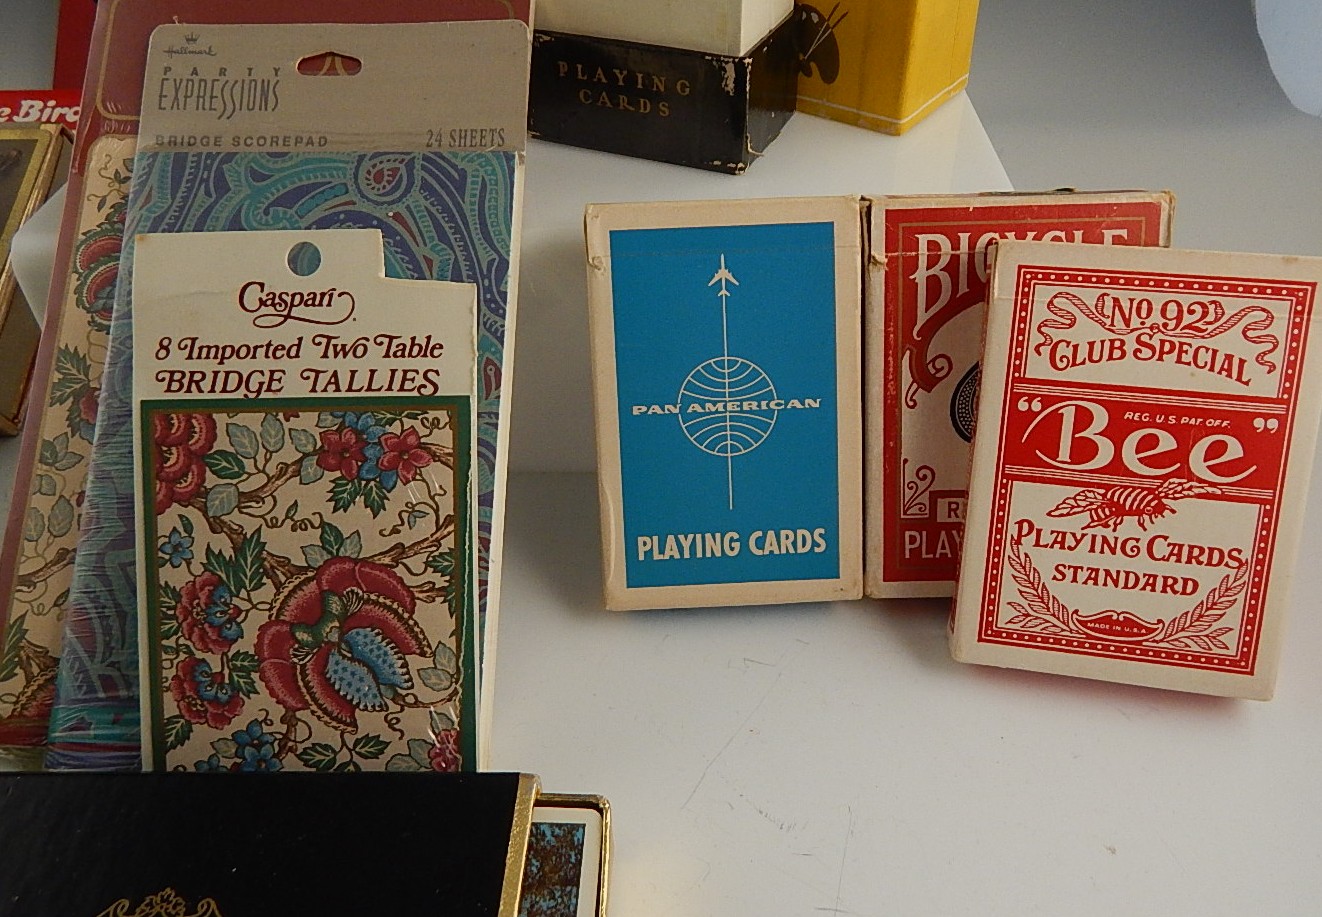 e Bird
Hallmark
PARTY
EXPRESSIONS
BRIDGE SCOREPAD
24 SHEETS
Caspari
8 Imported Two Table
BRIDGE TALLIES
PLAYING
CARDS
PAN AMERICAN
PLAYING CARDS
BICYCLE
R
PLAY
No. 92
CLUB SPECIAL
REG. U.S. PAT. OFF.
"Bee"
PLAYING CARDS
STANDARD
MADE IN U.S.A.